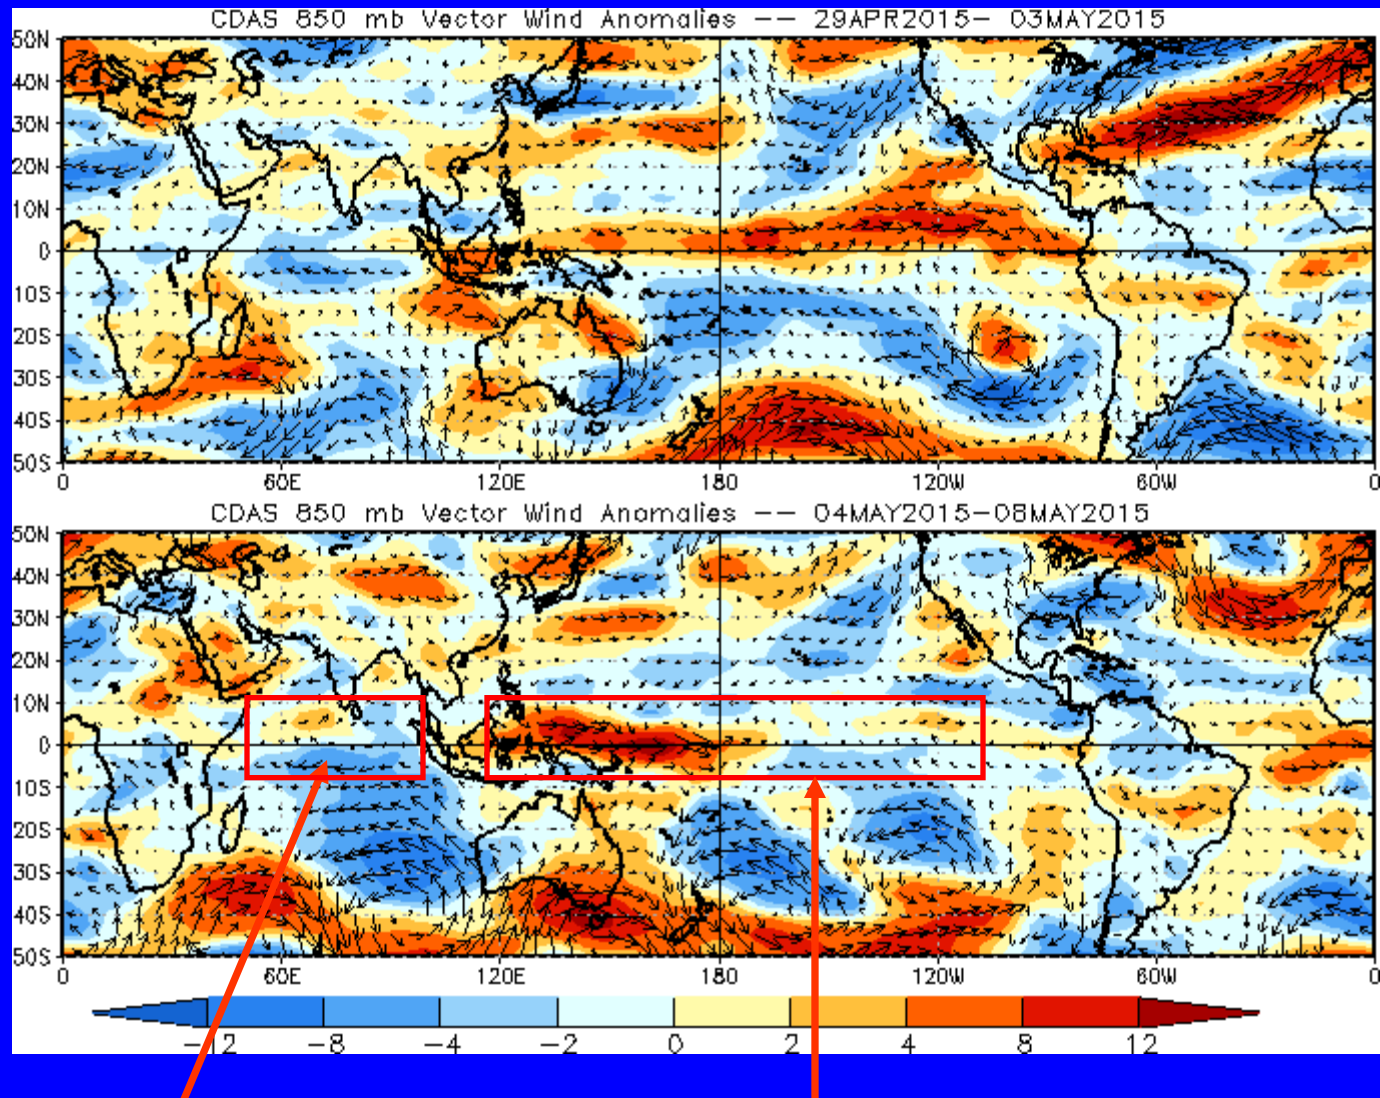 CDAS 850 mb Vector Wind Anomalies -- 29APR2015- 03MAY2015
50N
40N
30N
20N
10N
0
10S
20S
30S
40S
50S
0 60E 120E 180 120W 60W 0
CDAS 850 mb Vector Wind Anomalies -- 04MAY2015-08MAY2015
50N
40N
30N
20N
10N
0
10S
20S
30S
40S
50S
0 60E 120E 180 120W 60W 0
-12 -8 -4 -2 0 2 4 8 12